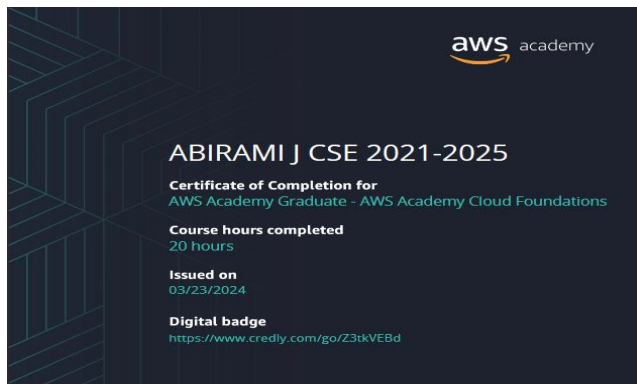 aws academy
ABIRAMI J CSE 2021-2025
Certificate of Completion for
AWS Academy Graduate - AWS Academy Cloud Foundations
Course hours completed
20 hours
Issued on
03/23/2024
Digital badge
https://www.credly.com/go/Z3tkVEBd